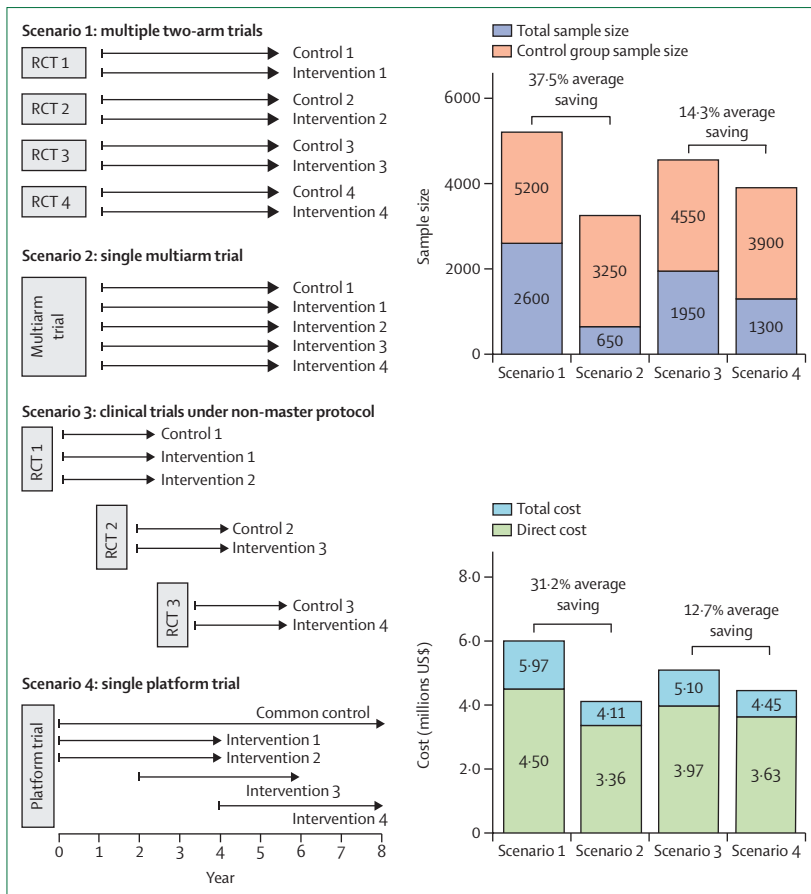 Scenario 1: multiple two-arm trials
RCT 1
Control 1
Intervention 1
RCT 2
Control 2
Intervention 2
RCT 3
Control 3
Intervention 3
RCT 4
Control 4
Intervention 4
Scenario 2: single multiarm trial
Multiarm
trial
Control 1
Intervention 1
Intervention 2
Intervention 3
Intervention 4
Scenario 3: clinical trials under non-master protocol
RCT 1
Control 1
Intervention 1
Intervention 2
RCT 2
Control 2
Intervention 3
RCT 3
Control 3
Intervention 4
Scenario 4: single platform trial
Platform trial
Common control
Intervention 1
Intervention 2
Intervention 3
Intervention 4
0 1 2 3 4 5 6 7 8
Year
Total sample size
Control group sample size
37·5% average
saving
14·3% average
saving
Sample size
6000
4000
2000
0
5200
2600
3250
650
4550
1950
3900
1300
Scenario 1 Scenario 2 Scenario 3 Scenario 4
Total cost
Direct cost
31·2% average
saving
12·7% average
saving
Cost (millions US$)
8·0
6·0
4·0
2·0
0
5·97
4·50
4·11
3·36
5·10
3·97
4·45
3·63
Scenario 1 Scenario 2 Scenario 3 Scenario 4